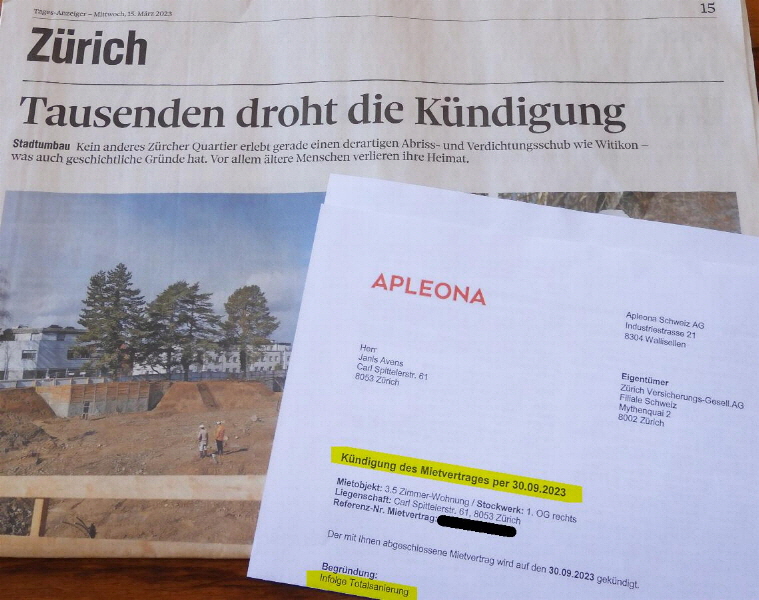 Tages-Anzeiger – Mittwoch, 15. März 2023
15
Zürich
Tausenden droht die Kündigung
Stadtumbau Kein anderes Zürcher Quartier erlebt gerade einen derartigen Abriss- und Verdichtungsschub wie Witikon –
was auch geschichtliche Gründe hat. Vor allem ältere Menschen verlieren ihre Heimat.
APLEONA
Apleona Schweiz AG
Industriestrasse 21
8304 Wallisellen
Herr
Janis Avens
Carl Spitteler​str. 61
8053 Zürich
Eigentümer
Zürich Versicherungs-Gesell.AG
Filiale Schweiz
Mythenquai 2
8002 Zürich
Kündigung des Mietvertrages per 30.09.2023
Mietobjekt: 3.5 Zimmer-Wohnung / Stockwerk: 1. OG rechts
Liegenschaft: Carl Spittelerstr. 61, 8053 Zürich
Referenz-Nr. Mietvertrag:
Der mit Ihnen abgeschlossene Mietvertrag wird auf den 30.09.2023 gekündigt.
Begründung:
Infolge Totalsanierung